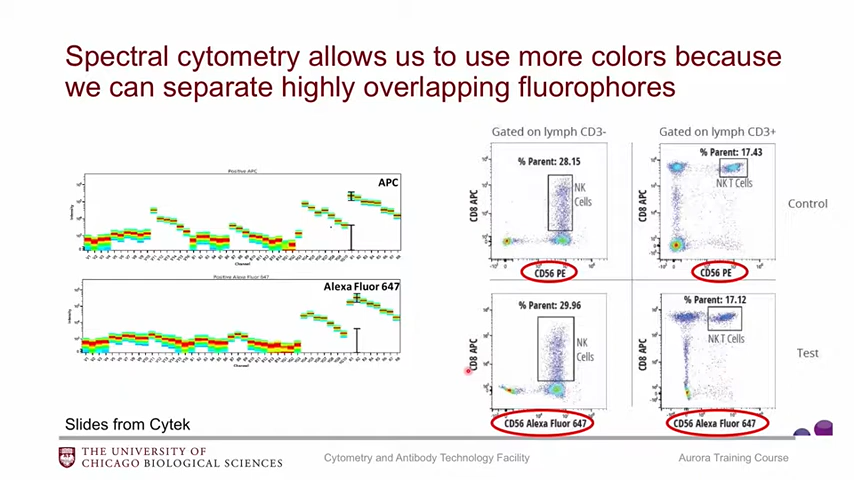 Spectral cytometry allows us to use more colors because
we can separate highly overlapping fluorophores
Positive APC
APC
Intensity
Channel
Positive Alexa Fluor 647
Alexa Fluor 647
Intensity
Channel
Gated on lymph CD3-
Gated on lymph CD3+
% Parent: 28.15
NK
Cells
CD8 APC
CD56 PE
% Parent: 17.43
NK T Cells
CD8 APC
CD56 PE
Control
% Parent: 29.96
NK
Cells
CD8 APC
CD56 Alexa Fluor 647
% Parent: 17.12
NK T Cells
CD8 APC
CD56 Alexa Fluor 647
Test
Slides from Cytek
THE UNIVERSITY OF
CHICAGO BIOLOGICAL SCIENCES
Cytometry and Antibody Technology Facility
Aurora Training Course